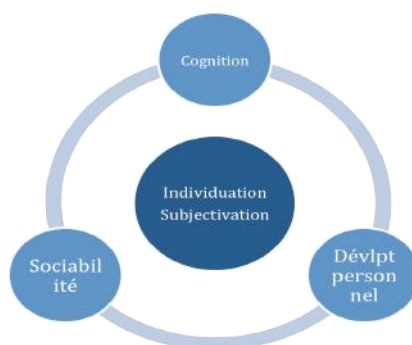 Cognition
Individuation
Subjectivation
Sociabil
ité
Dévlpt
person
nel